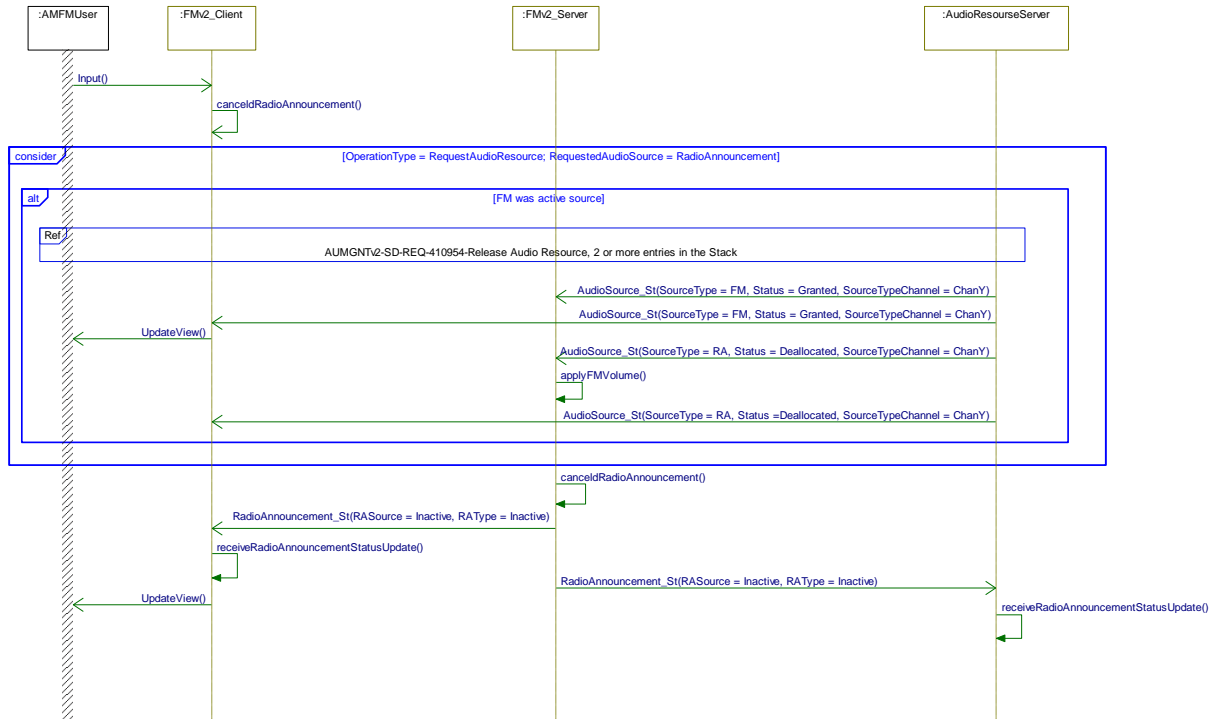 :AMFMUser
:FMv2_Client
:FMv2_Server
:AudioResourseServer
Input()
canceldRadioAnnouncement()
consider
[OperationType = RequestAudioResource; RequestedAudioSource = RadioAnnouncement]
alt
[FM was active source]
Ref
AUMGNTv2-SD-REQ-410954-Release Audio Resource, 2 or more entries in the Stack
AudioSource_St(SourceType = FM, Status = Granted, SourceTypeChannel = ChanY)
AudioSource_St(SourceType = FM, Status = Granted, SourceTypeChannel = ChanY)
UpdateView()
AudioSource_St(SourceType = RA, Status = Deallocated, SourceTypeChannel = ChanY)
applyFMVolume()
AudioSource_St(SourceType = RA, Status =Deallocated, SourceTypeChannel = ChanY)
canceldRadioAnnouncement()
RadioAnnouncement_St(RASource = Inactive, RAType = Inactive)
receiveRadioAnnouncementStatusUpdate()
RadioAnnouncement_St(RASource = Inactive, RAType = Inactive)
UpdateView()
receiveRadioAnnouncementStatusUpdate()